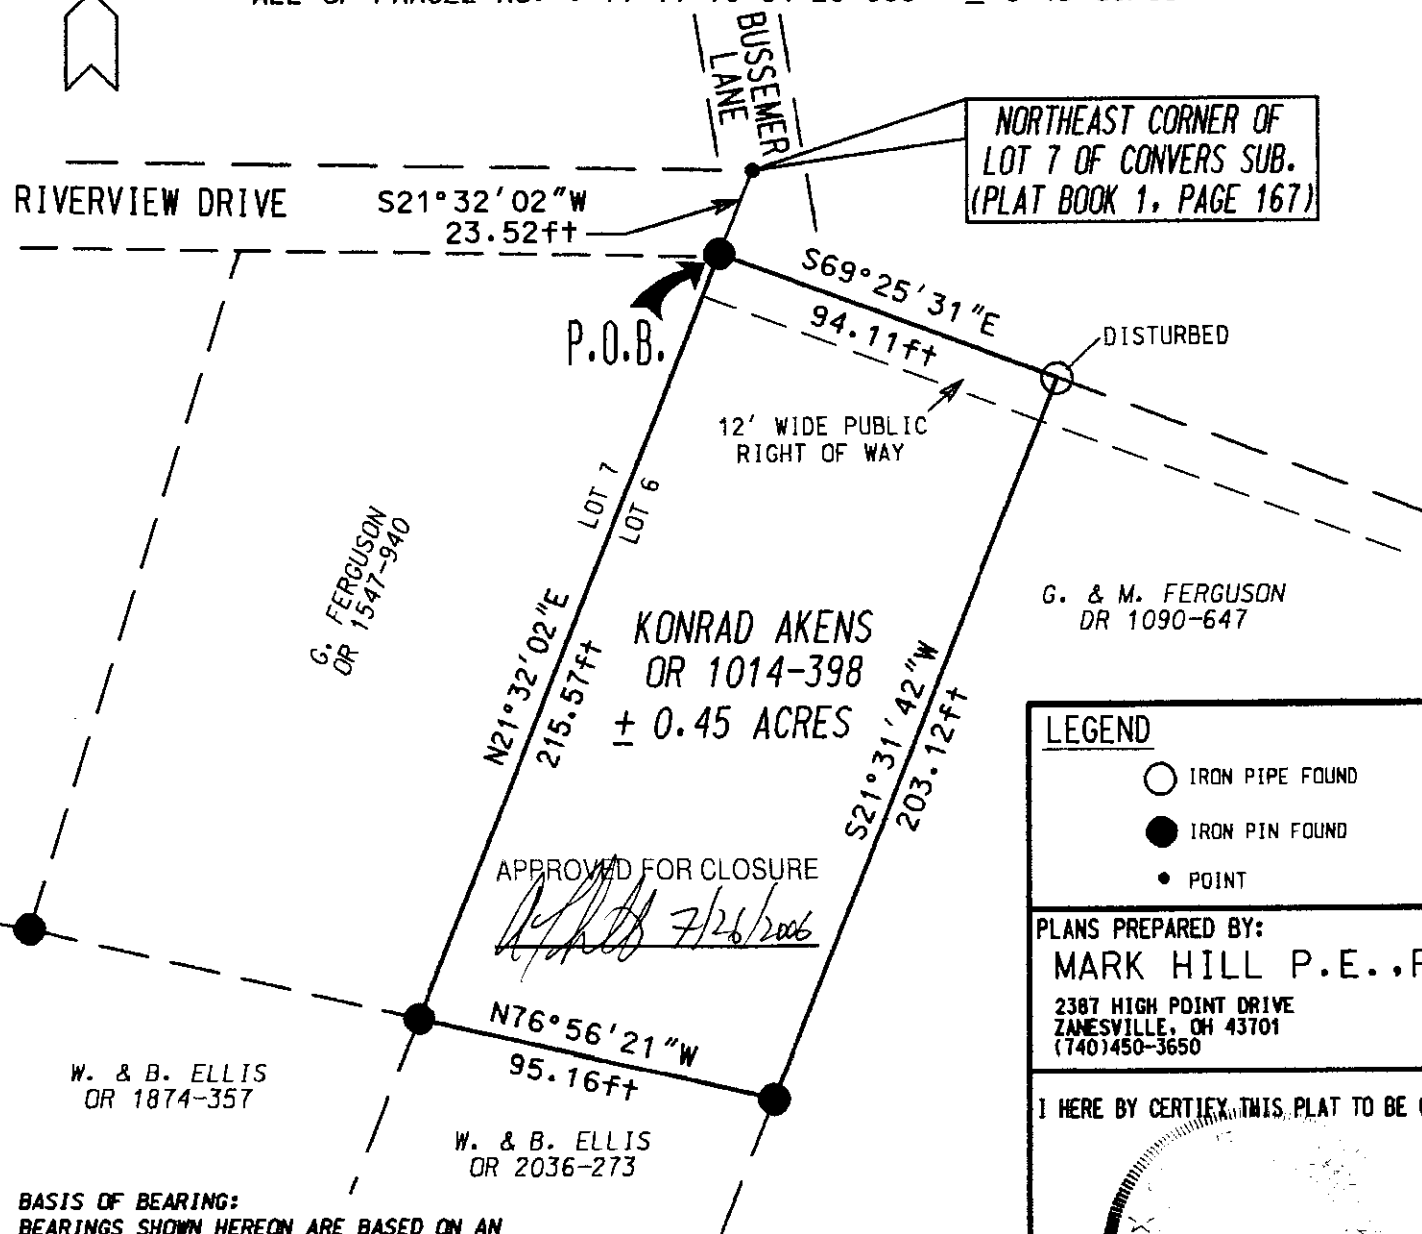 BUSSEMER
LANE
NORTHEAST CORNER OF
LOT 7 OF CONVERS SUB.
(PLAT BOOK 1, PAGE 167)
RIVERVIEW DRIVE
S21°32'02"W
23.52ft
S69°25'31"E
94.11ft
P.O.B.
DISTURBED
12' WIDE PUBLIC
RIGHT OF WAY
LOT 7
LOT 6
G. FERGUSON
OR 1547-940
G. & M. FERGUSON
DR 1090-647
N21°32'02"E
215.57ft
KONRAD AKENS
OR 1014-398
± 0.45 ACRES
S21°31'42"W
203.12ft
LEGEND
IRON PIPE FOUND
IRON PIN FOUND
POINT
APPROVED FOR CLOSURE
7/26/2006
PLANS PREPARED BY:
MARK HILL P.E.,
2387 HIGH POINT DRIVE
ZANESVILLE, OH 43701
(740)450-3650
N76°56'21"W
95.16ft
W. & B. ELLIS
OR 1874-357
W. & B. ELLIS
OR 2036-273
I HERE BY CERTIFY THIS PLAT TO BE
BASIS OF BEARING:
BEARINGS SHOWN HEREON ARE BASED ON AN